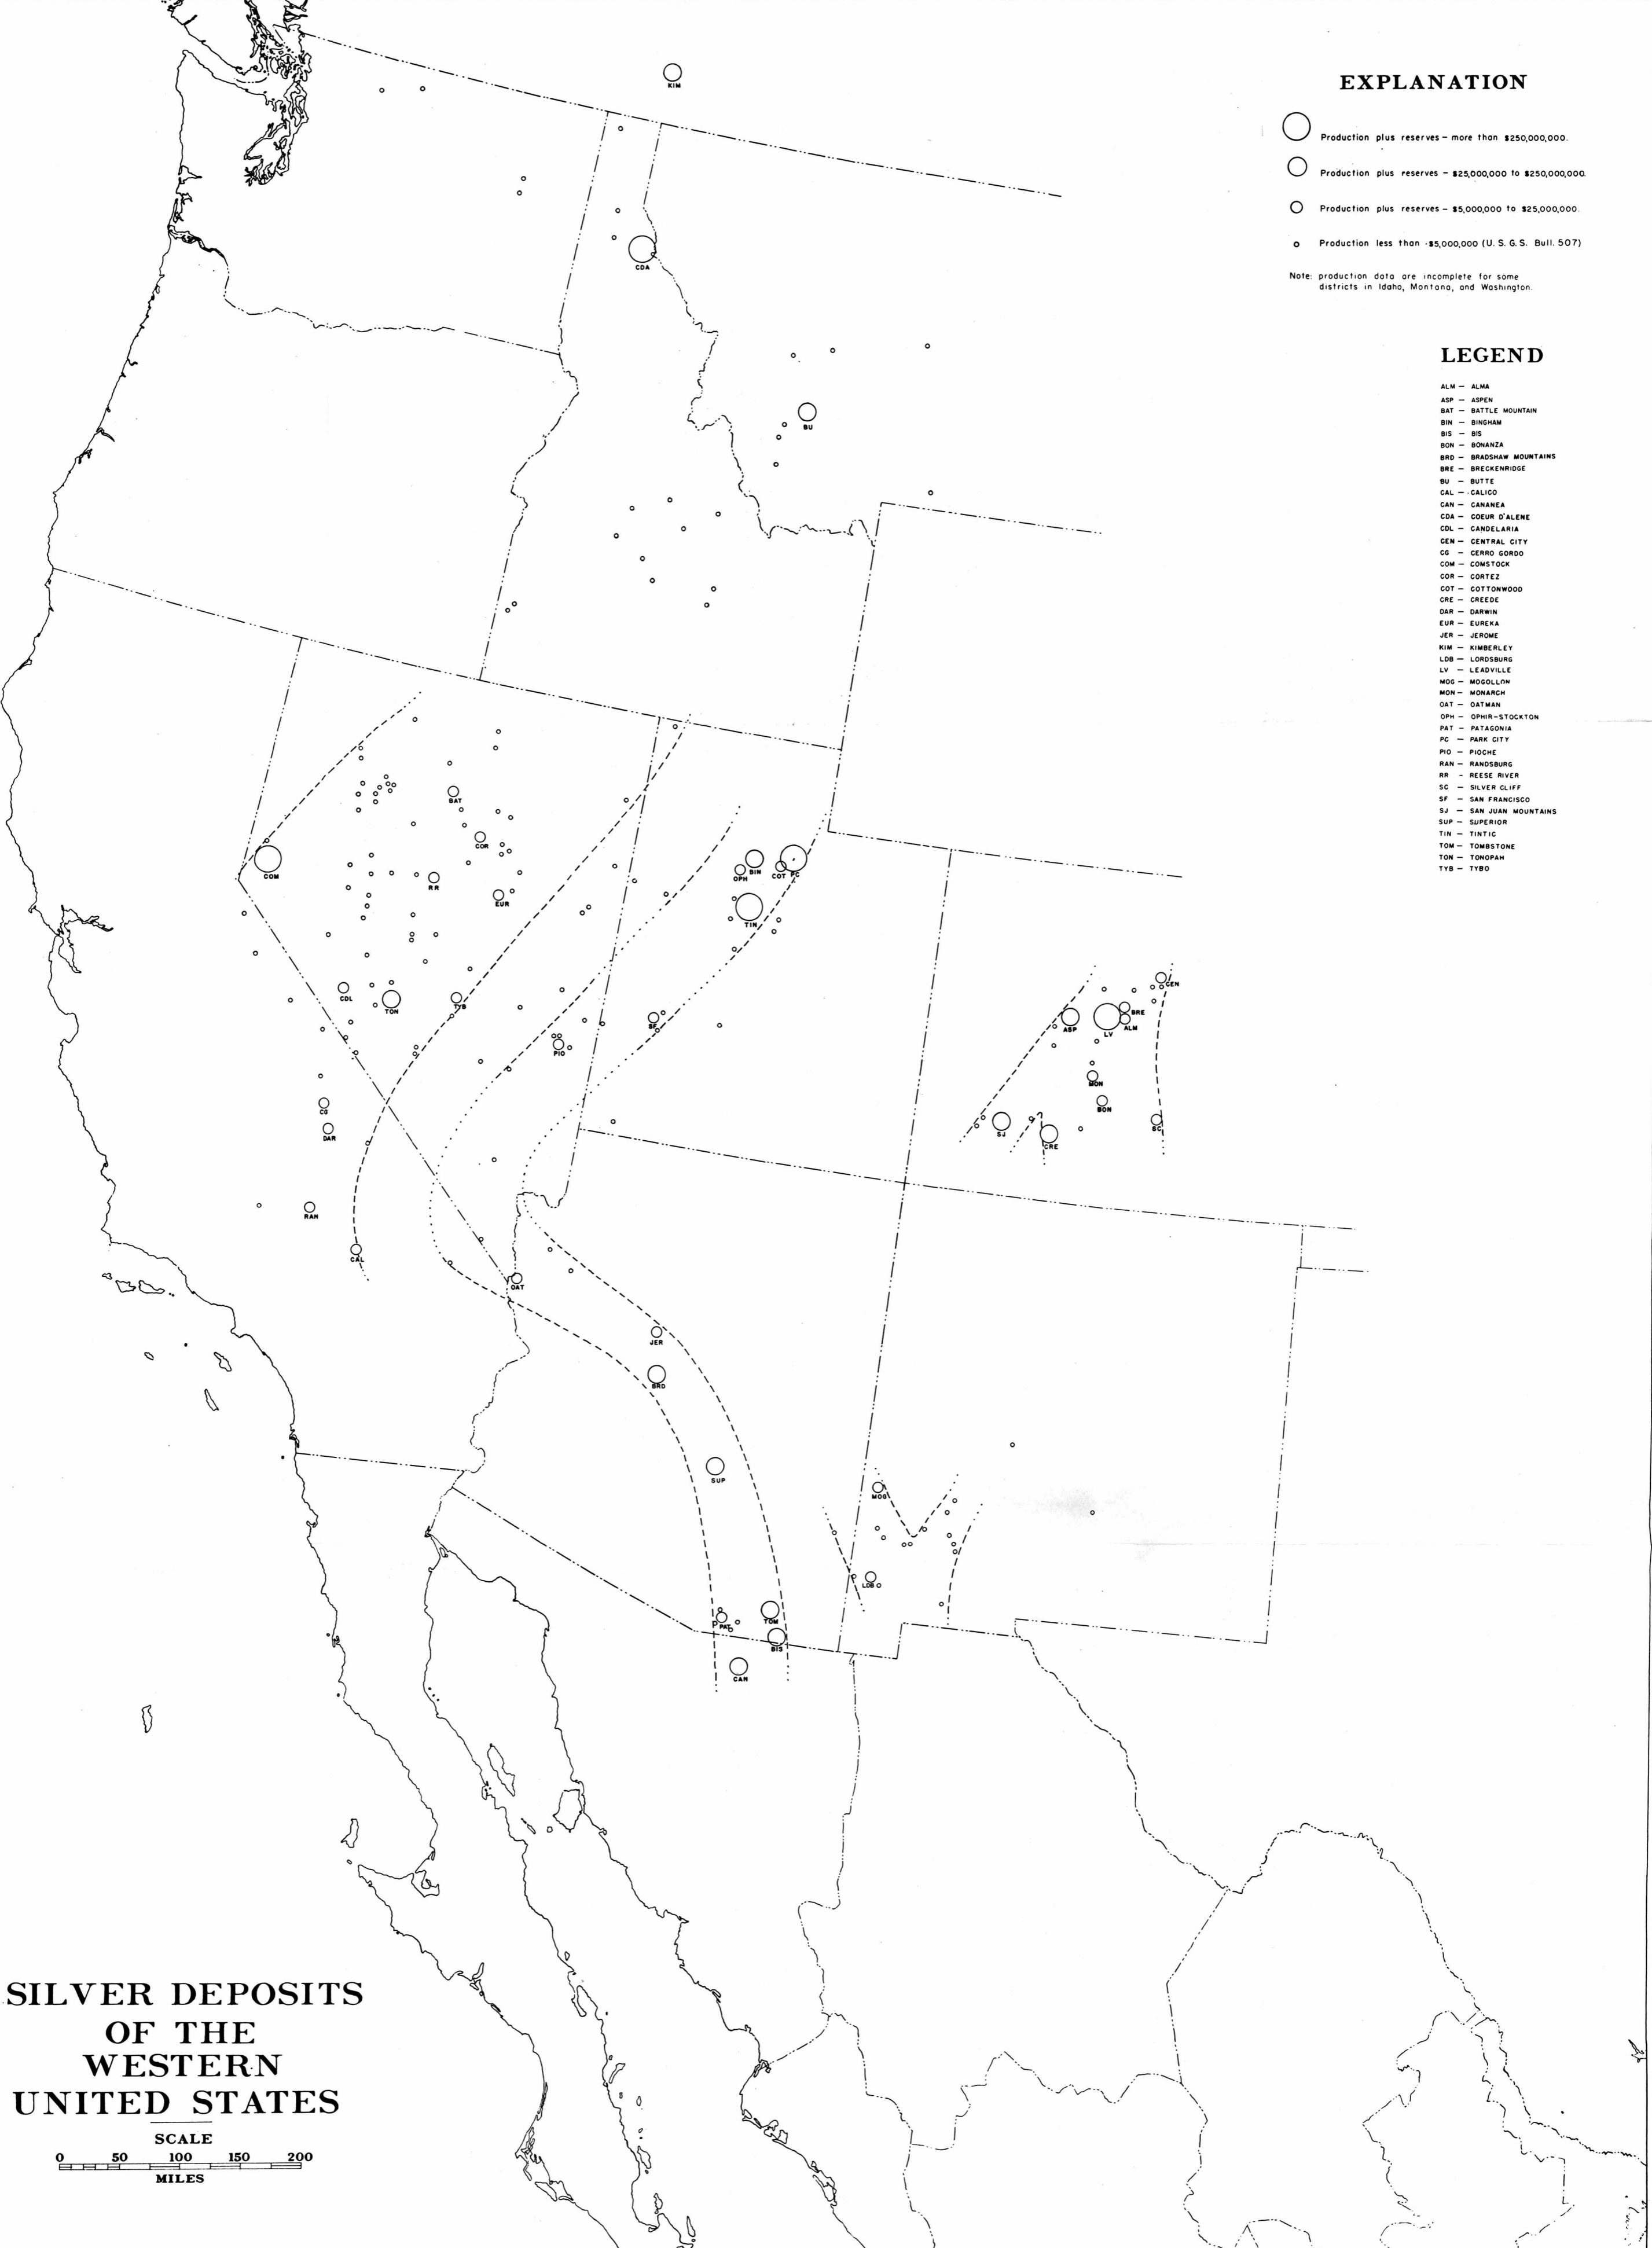 EXPLANATION
Production plus reserves – more than $250,000,000.
Production plus reserves – $25,000,000 to $250,000,000.
Production plus reserves – $5,000,000 to $25,000,000.
Production less than $5,000,000 (U. S. G. S. Bull. 507)
Note: production data are incomplete for some
districts in Idaho, Montana, and Washington.
LEGEND
ALM — ALMA
ASP — ASPEN
BAT — BATTLE MOUNTAIN
BIN — BINGHAM
BIS — BIS
BON — BONANZA
BRD — BRADSHAW MOUNTAINS
BRE — BRECKENRIDGE
BU — BUTTE
CAL — CALICO
CAN — CANANEA
CDA — COEUR D'ALENE
CDL — CANDELARIA
CEN — CENTRAL CITY
CG — CERRO GORDO
COM — COMSTOCK
COR — CORTEZ
COT — COTTONWOOD
CRE — CREEDE
DAR — DARWIN
EUR — EUREKA
JER — JEROME
KIM — KIMBERLEY
LDB — LORDSBURG
LV — LEADVILLE
MOG — MOGOLLON
MON — MONARCH
OAT — OATMAN
OPH — OPHIR-STOCKTON
PAT — PATAGONIA
PC — PARK CITY
PIO — PIOCHE
RAN — RANDSBURG
RR - REESE RIVER
SC — SILVER CLIFF
SF — SAN FRANCISCO
SJ — SAN JUAN MOUNTAINS
SUP — SUPERIOR
TIN — TINTIC
TOM — TOMBSTONE
TON — TONOPAH
TYB — TYBO
KIM
CDA
BU
BAT
COR
COM
RR
EUR
OPH
BIN
COT
PC
TIN
CDL
TON
TYB
SF
PIO
CG
DAR
RAN
CAL
OAT
CEN
BRE
ALM
ASP
LV
MON
BON
SC
SJ
CRE
JER
BRD
SUP
MOG
LDB
PAT
TOM
BIS
CAN
SILVER DEPOSITS
OF THE
WESTERN
UNITED STATES
SCALE
0 50 100 150 200
MILES